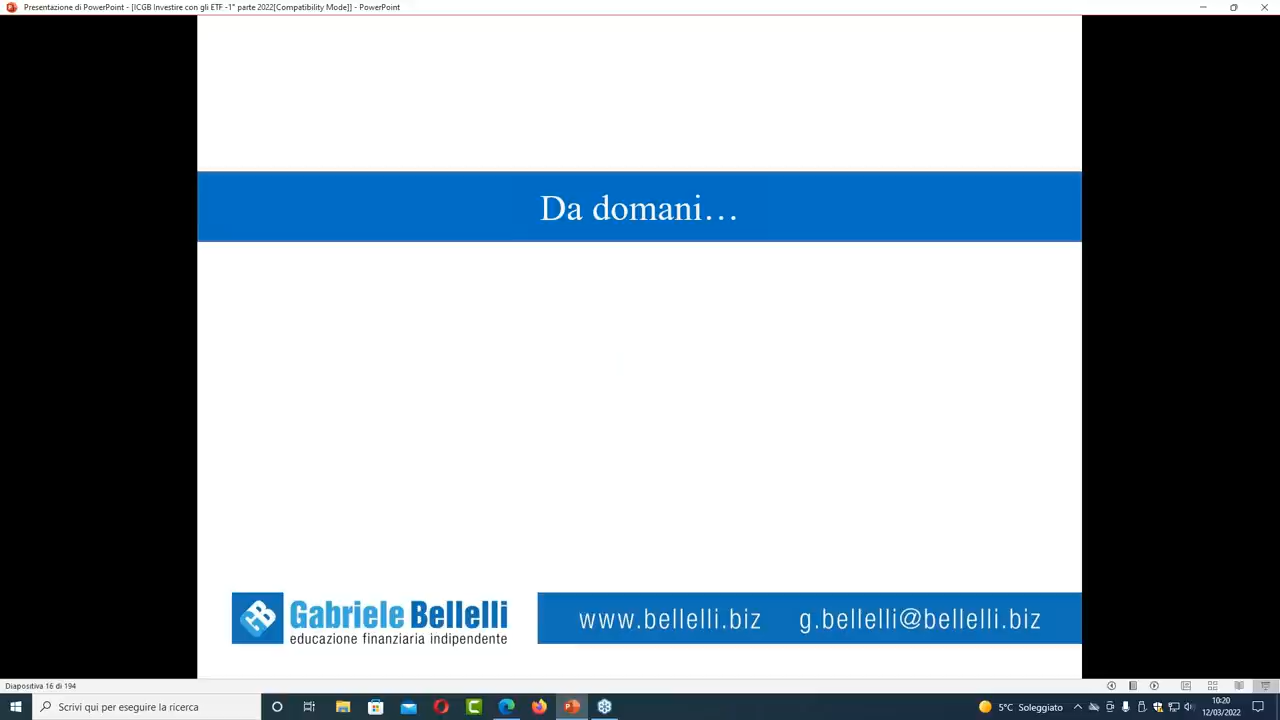 Presentazione di PowerPoint - [ICGB Investire con gli ETF -1° parte 2022[Compatibility Mode]] - PowerPoint
Da domani…
Gabriele Bellelli
educazione finanziaria indipendente
www.bellelli.biz g.bellelli@bellelli.biz
Diapositiva 16 di 194
Scrivi qui per eseguire la ricerca
5°C Soleggiato
10:20
12/03/2022